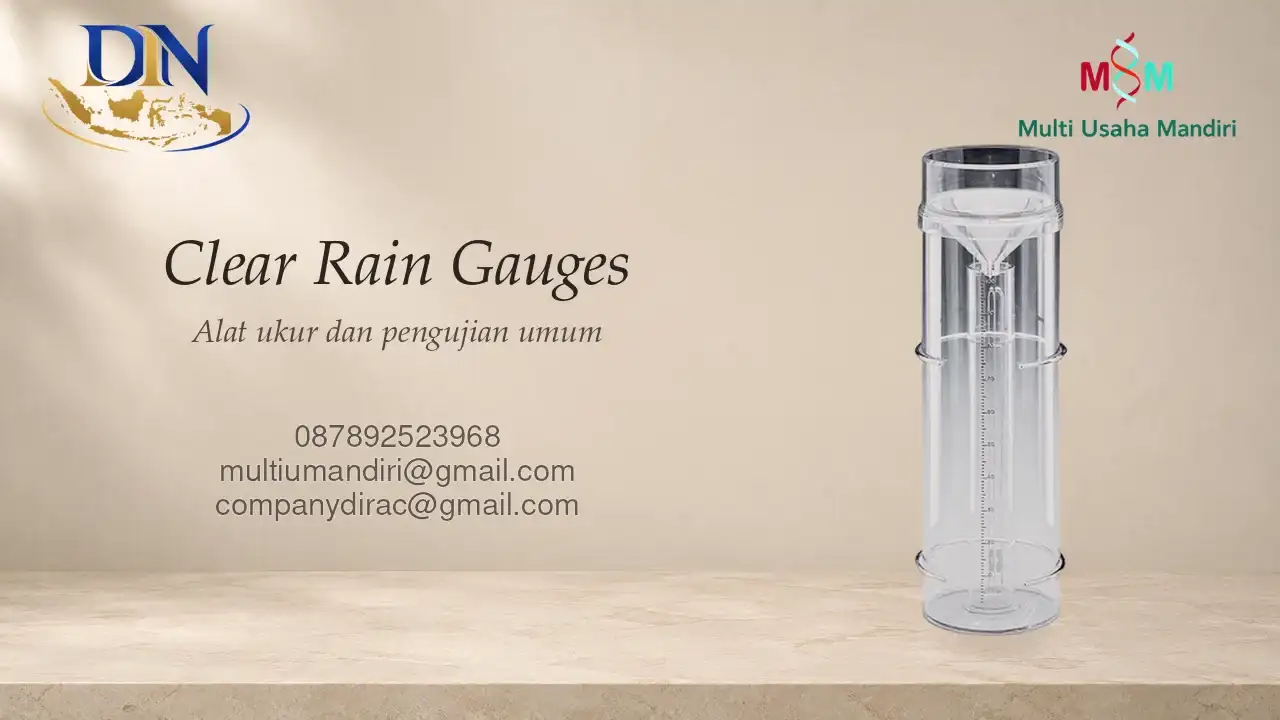 DN
M M
Multi Usaha Mandiri
Clear Rain Gauges
Alat ukur dan pengujian umum
087892523968
multiumandiri@gmail.com
companydirac@gmail.com